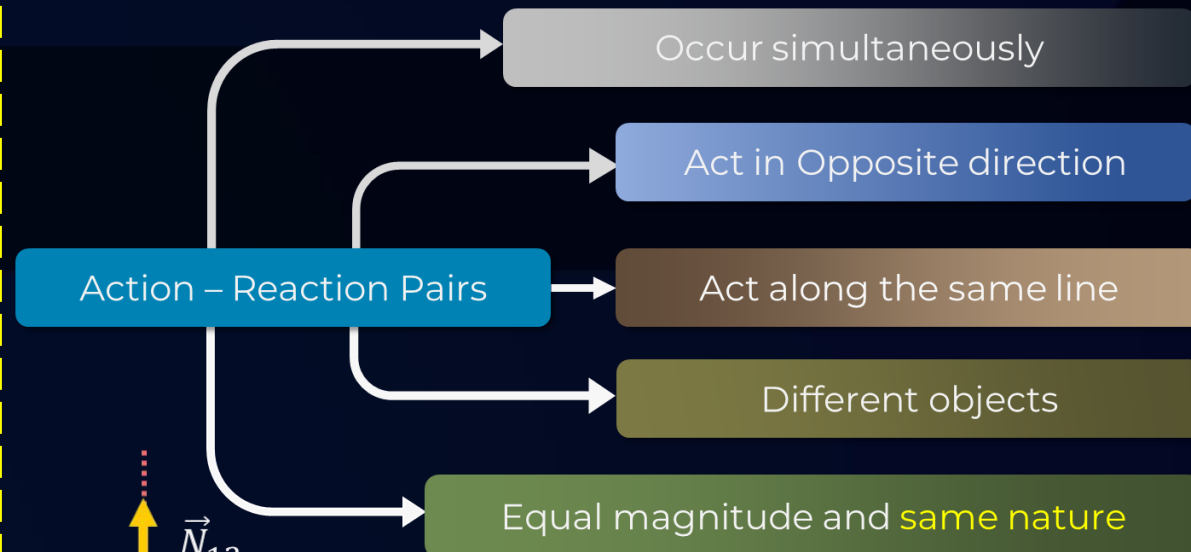 Occur simultaneously
Act in Opposite direction
Action – Reaction Pairs
Act along the same line
Different objects
Equal magnitude and same nature